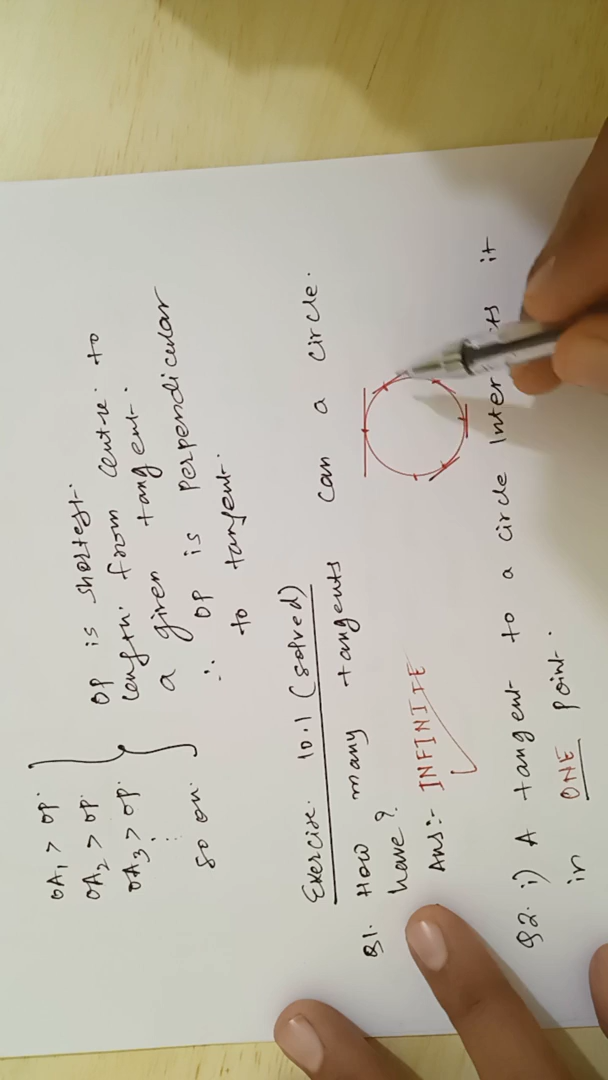 OA₁ > OP.
OA₂ > OP.
OA₃ > OP.
so on.
OP is shortest.
length from centre to
a given tangent.
∴ OP is perpendicular
to tangent.
Exercise. 10.1 (solved)
Q1. How many tangents can a circle.
have?
Ans:- INFINITE
Q2. i) A tangent to a circle Inter ts it
in ONE point.